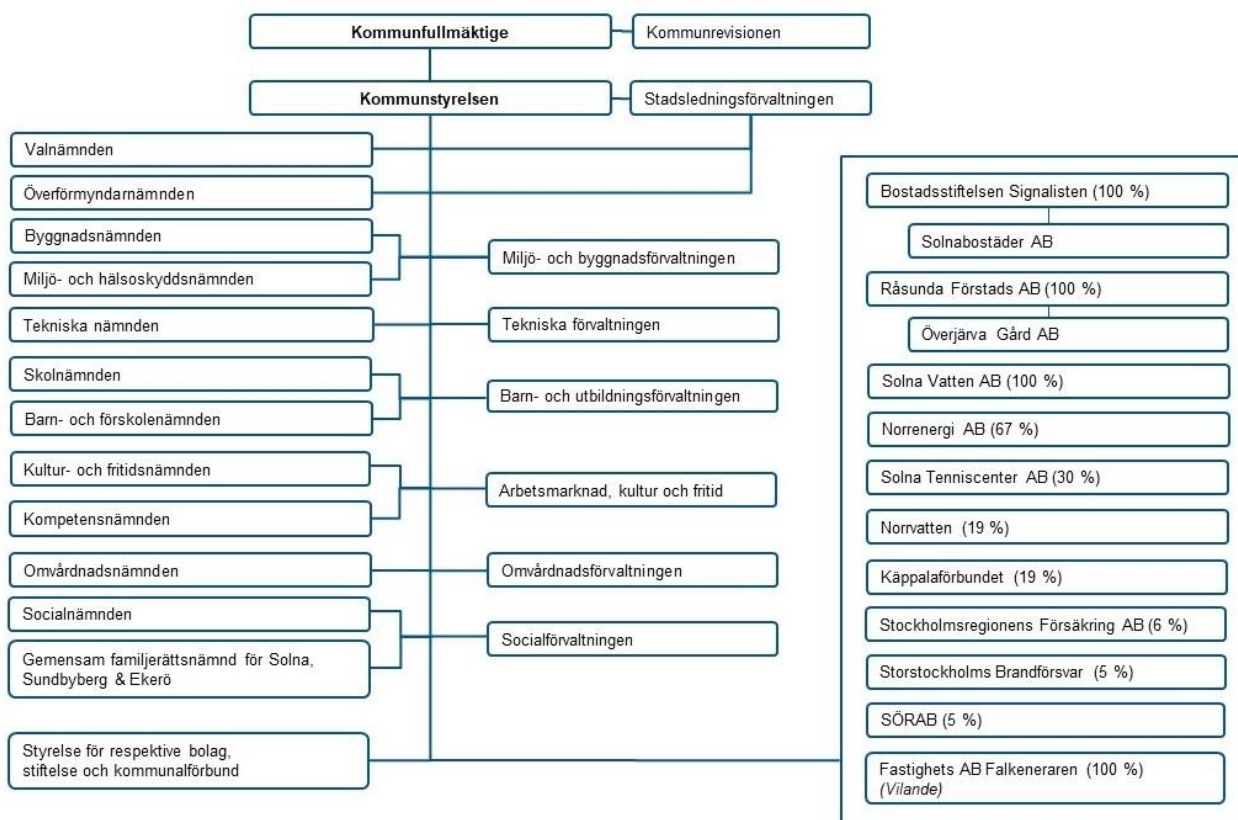 Kommunfullmäktige
Kommunrevisionen
Kommunstyrelsen
Stadsledningsförvaltningen
Valnämnden
Överförmyndarnämnden
Byggnadsnämnden
Miljö- och hälsoskyddsnämnden
Miljö- och byggnadsförvaltningen
Tekniska nämnden
Tekniska förvaltningen
Skolnämnden
Barn- och förskolenämnden
Barn- och utbildningsförvaltningen
Kultur- och fritidsnämnden
Kompetensnämnden
Arbetsmarknad, kultur och fritid
Omvårdnadsnämnden
Omvårdnadsförvaltningen
Socialnämnden
Gemensam familjerättsnämnd för Solna,
Sundbyberg & Ekerö
Socialförvaltningen
Styrelse för respektive bolag,
stiftelse och kommunalförbund
Bostadsstiftelsen Signalisten (100 %)
Solnabostäder AB
Råsunda Förstads AB (100 %)
Överjärva Gård AB
Solna Vatten AB (100 %)
Norrenergi AB (67 %)
Solna Tenniscenter AB (30 %)
Norrvatten (19 %)
Käppalaförbundet (19 %)
Stockholmsregionens Försäkring AB (6 %)
Storstockholms Brandförsvar (5 %)
SÖRAB (5 %)
Fastighets AB Falkeneraren (100 %)
(Vilande)